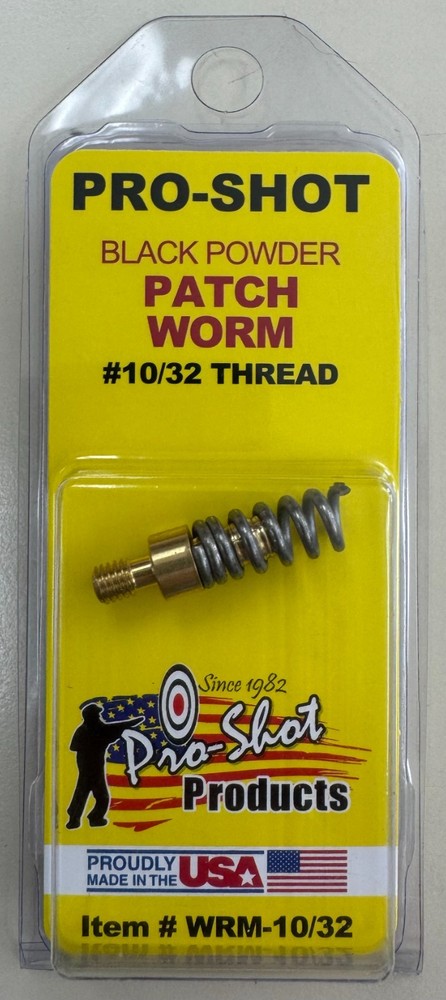 PRO-SHOT
BLACK POWDER
PATCH
WORM
#10/32 THREAD
Since 1982
Pro-Shot
Products
PROUDLY
MADE IN THE
USA
Item # WRM-10/32